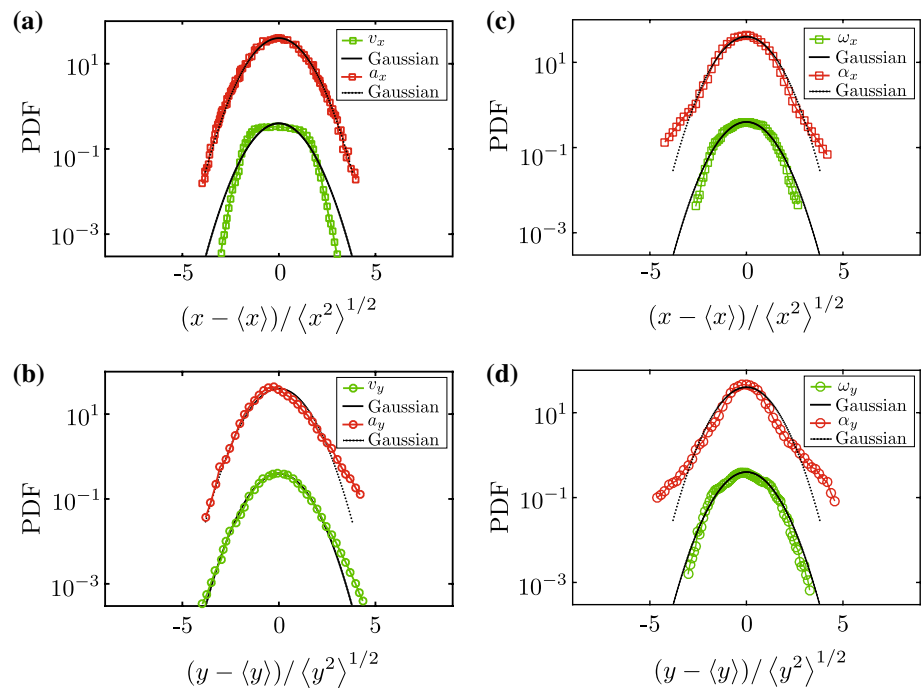 (a)
PDF
10^1
10^{-1}
10^{-3}
-5 0 5
(x − ⟨x⟩)/⟨x^2⟩^{1/2}
v_x
Gaussian
a_x
Gaussian
(c)
PDF
10^1
10^{-1}
10^{-3}
-5 0 5
(x − ⟨x⟩)/⟨x^2⟩^{1/2}
ω_x
Gaussian
α_x
Gaussian
(b)
PDF
10^1
10^{-1}
10^{-3}
-5 0 5
(y − ⟨y⟩)/⟨y^2⟩^{1/2}
v_y
Gaussian
a_y
Gaussian
(d)
PDF
10^1
10^{-1}
10^{-3}
-5 0 5
(y − ⟨y⟩)/⟨y^2⟩^{1/2}
ω_y
Gaussian
α_y
Gaussian